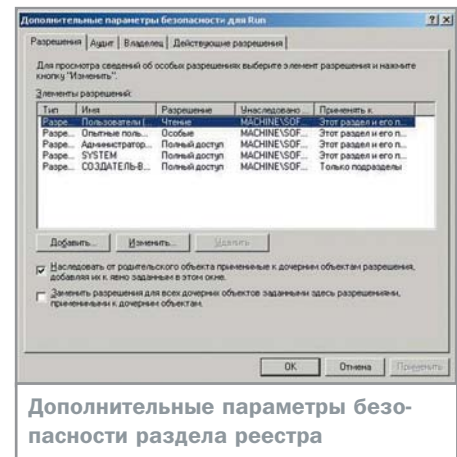 Дополнительные параметры безопасности для Run
Разрешения Аудит Владелец Действующие разрешения
Для просмотра сведений об особых разрешениях выберите элемент разрешения и нажмите
кнопку "Изменить".
Элементы разрешений:
Тип Имя Разрешение Унаследовано... Применять к
Разре... Пользователи (... Чтение MACHINE\SOF... Этот раздел и его п...
Разре... Опытные поль... Особые MACHINE\SOF... Этот раздел и его п...
Разре... Администратор... Полный доступ MACHINE\SOF... Этот раздел и его п...
Разре... SYSTEM Полный доступ MACHINE\SOF... Этот раздел и его п...
Разре... СОЗДАТЕЛЬ-В... Полный доступ MACHINE\SOF... Только подразделы
Добавить... Изменить... Удалить
Наследовать от родительского объекта применимые к дочерним объектам разрешения,
добавляя их к явно заданным в этом окне.
Заменить разрешения для всех дочерних объектов заданными здесь разрешениями,
применимыми к дочерним объектам.
OK Отмена Применить
Дополнительные параметры безо-
пасности раздела реестра